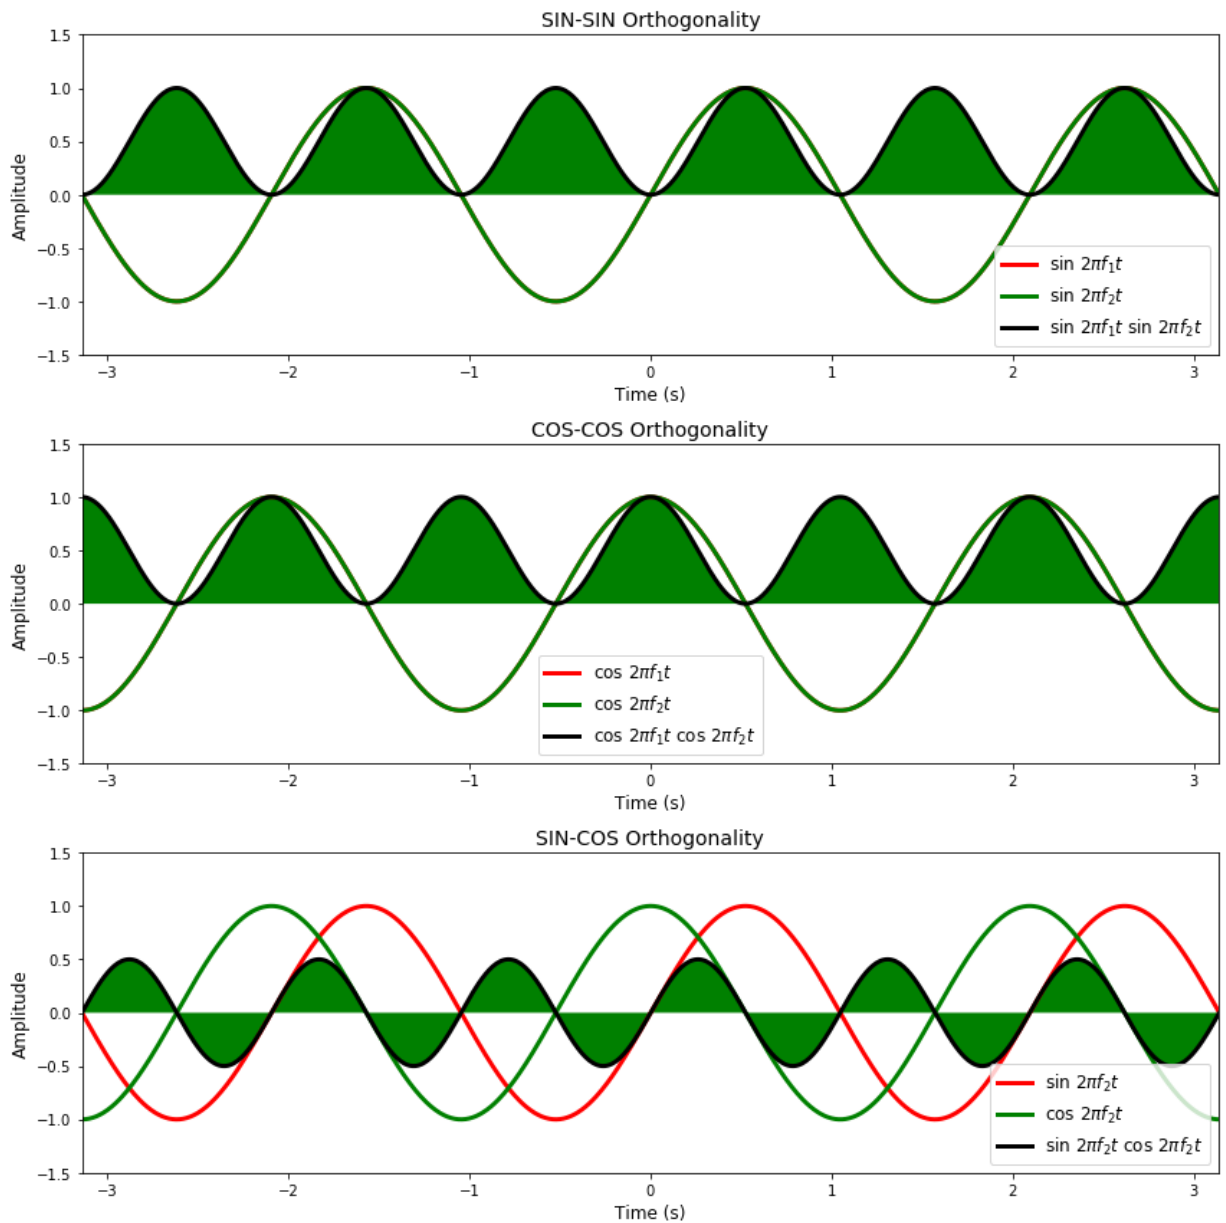 SIN-SIN Orthogonality
1.5
1.0
0.5
0.0
−0.5
−1.0
−1.5
Amplitude
sin 2πf₁t
sin 2πf₂t
sin 2πf₁t sin 2πf₂t
−3 −2 −1 0 1 2 3
Time (s)
COS-COS Orthogonality
1.5
1.0
0.5
0.0
−0.5
−1.0
−1.5
Amplitude
cos 2πf₁t
cos 2πf₂t
cos 2πf₁t cos 2πf₂t
−3 −2 −1 0 1 2 3
Time (s)
SIN-COS Orthogonality
1.5
1.0
0.5
0.0
−0.5
−1.0
−1.5
Amplitude
sin 2πf₂t
cos 2πf₂t
sin 2πf₂t cos 2πf₂t
−3 −2 −1 0 1 2 3
Time (s)